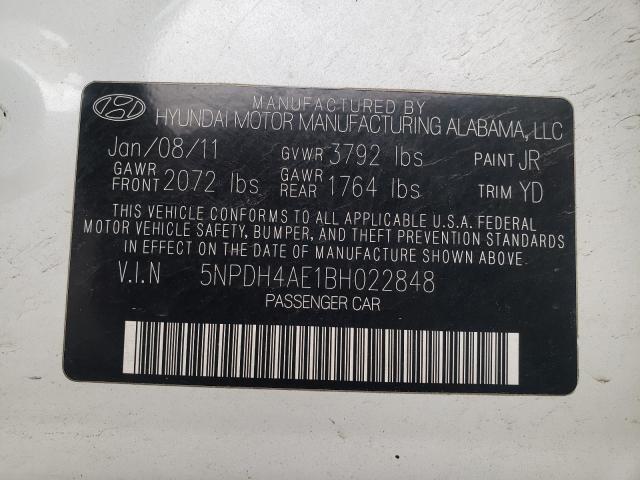 MANUFACTURED BY
HYUNDAI MOTOR MANUFACTURING ALABAMA, LLC
Jan/08/11 GVWR 3792 lbs PAINT JR
GAWR FRONT 2072 lbs GAWR REAR 1764 lbs TRIM YD
THIS VEHICLE CONFORMS TO ALL APPLICABLE U.S.A. FEDERAL
MOTOR VEHICLE SAFETY, BUMPER, AND THEFT PREVENTION STANDARDS
IN EFFECT ON THE DATE OF MANUFACTURE SHOWN ABOVE.
V.I.N 5NPDH4AE1BH022848
PASSENGER CAR